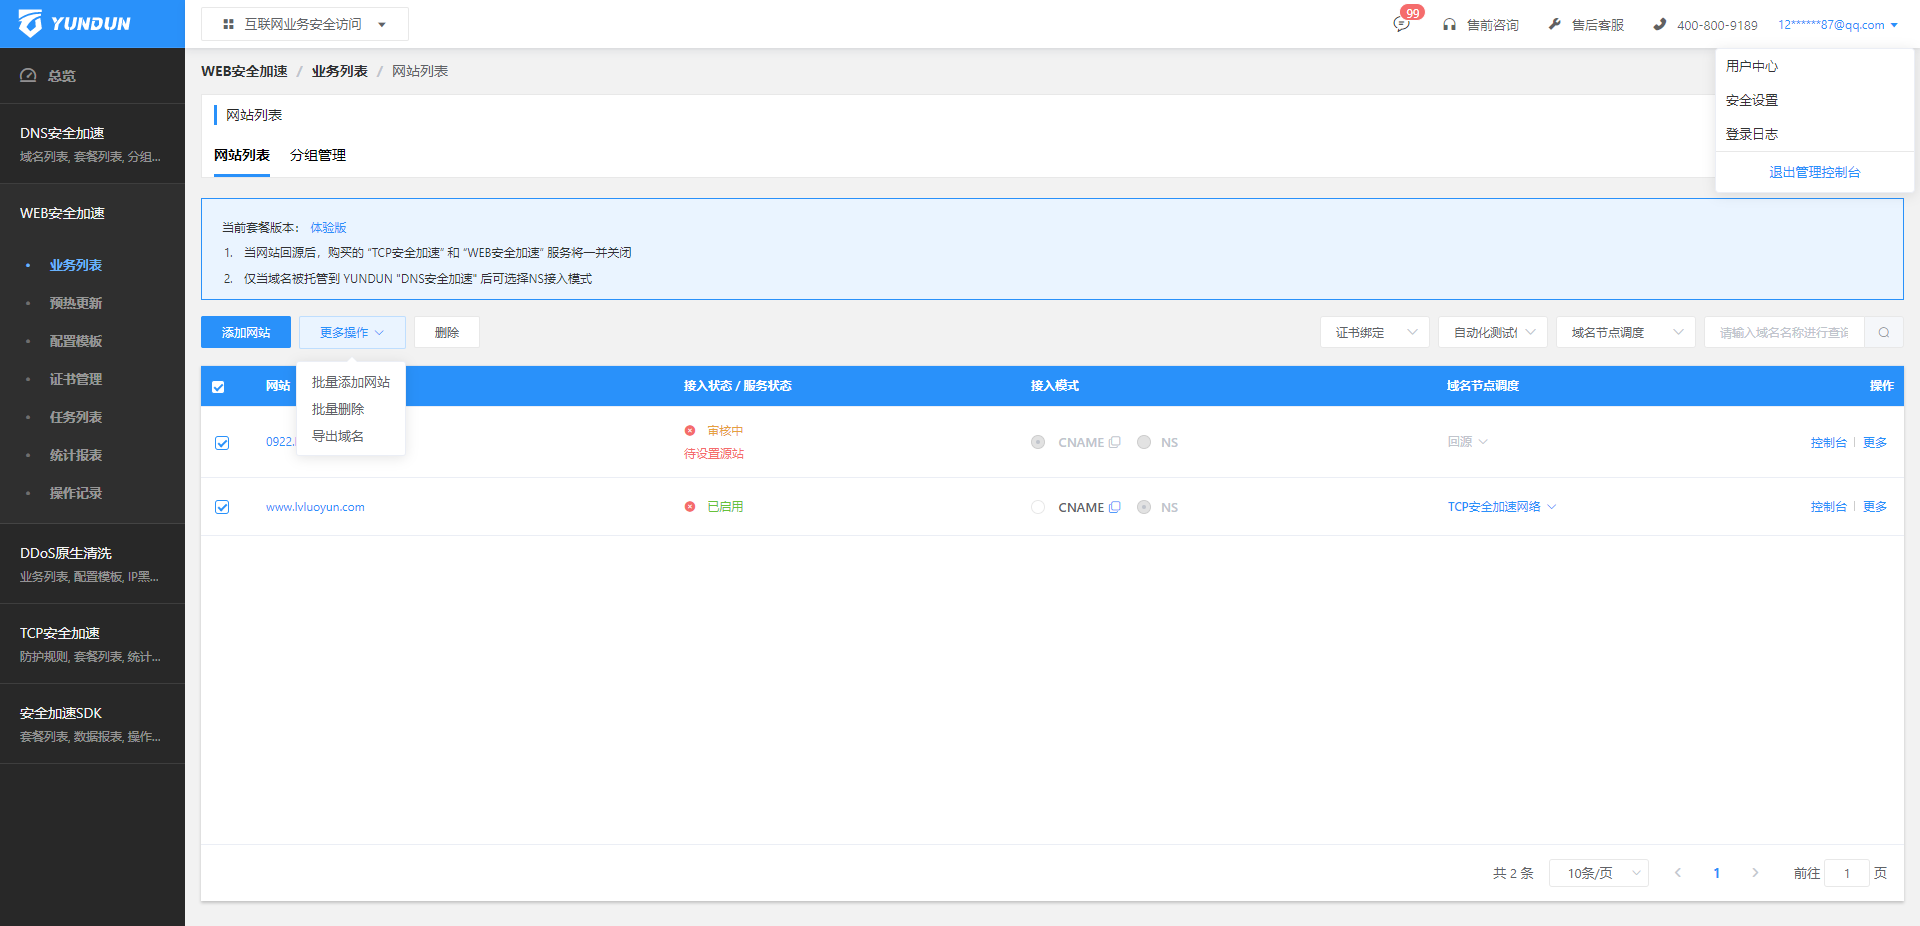 YUNDUN
互联网业务安全访问
99
售前咨询
售后客服
400-800-9189
12******87@qq.com
用户中心
安全设置
登录日志
退出管理控制台
总览
DNS安全加速
域名列表, 套餐列表, 分组...
WEB安全加速
业务列表
预热更新
配置模板
证书管理
任务列表
统计报表
操作记录
DDoS原生清洗
业务列表, 配置模板, IP黑...
TCP安全加速
防护规则, 套餐列表, 统计...
安全加速SDK
套餐列表, 数据报表, 操作...
WEB安全加速 / 业务列表 / 网站列表
网站列表
网站列表 分组管理
当前套餐版本： 体验版
1. 当网站回源后，购买的 “TCP安全加速” 和 “WEB安全加速” 服务将一并关闭
2. 仅当域名被托管到 YUNDUN "DNS安全加速" 后可选择NS接入模式
添加网站 更多操作 删除
证书绑定 自动化测试 域名节点调度 请输入域名名称进行查询
批量添加网站
批量删除
导出域名
网站 接入状态 / 服务状态 接入模式 域名节点调度 操作
0922. 审核中 待设置源站 CNAME NS 回源 控制台 更多
www.lvluoyun.com 已启用 CNAME NS TCP安全加速网络 控制台 更多
共 2 条 10条/页 1 前往 1 页